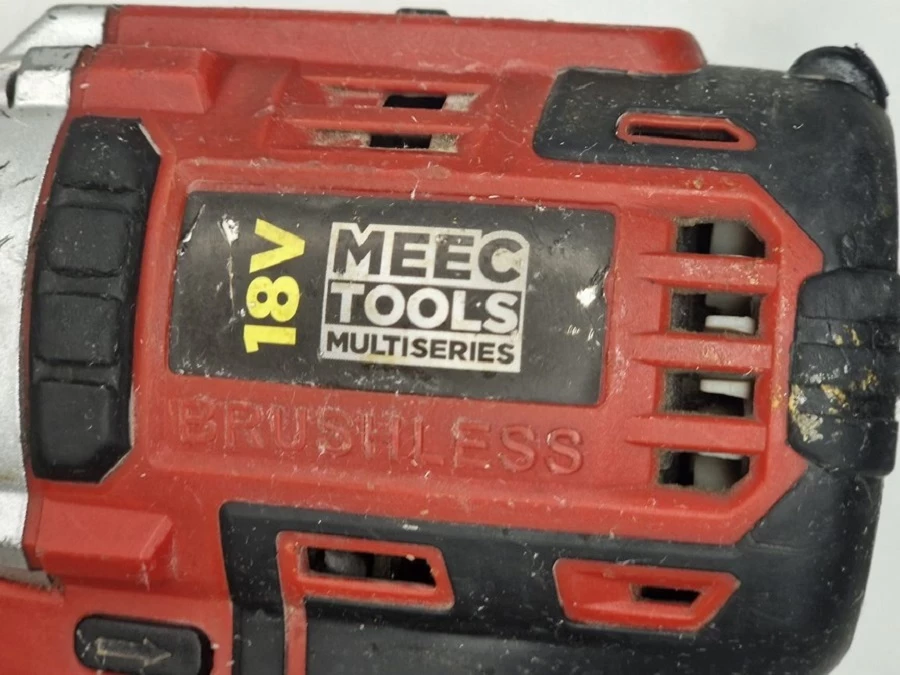 18V
MEEC
TOOLS
MULTISERIES
BRUSHLESS